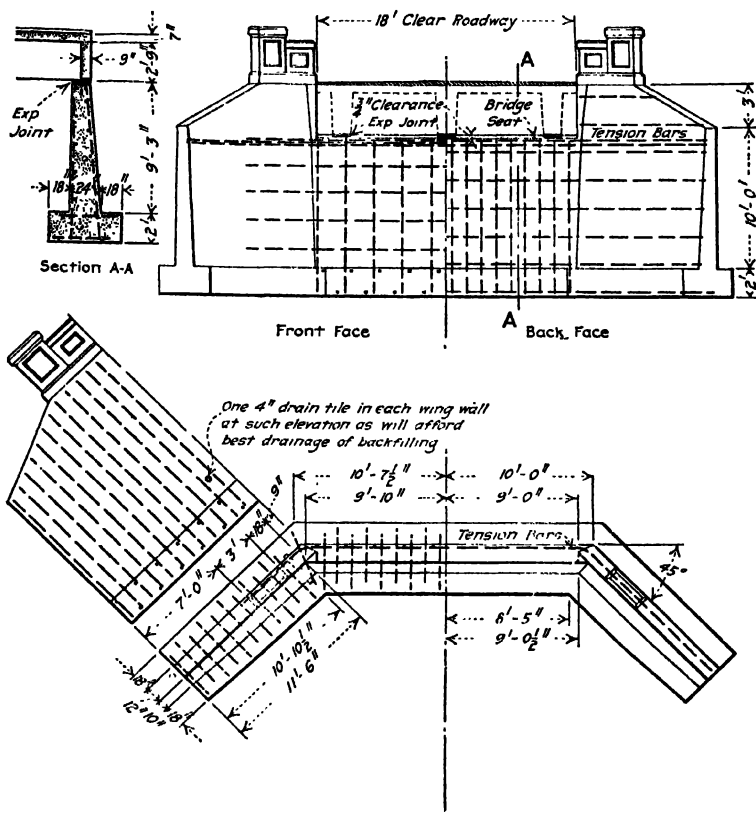 18' Clear Roadway
7"
2'-9"
9"
Exp
Joint
9'-3"
18" 24" 18"
2'
Section A-A
A
3/4" Clearance
Exp Joint
Bridge
Seat
Tension Bars
3'
10'-0"
2'
A
Front Face
Back Face
One 4" drain tile in each wing wall
at such elevation as will afford
best drainage of backfilling
10'-7 1/2"
10'-0"
9'-10"
9'-0"
9"
18"
3'
7'-0"
Tension Bars
45°
6'-5"
9'-0 1/2"
10'-10 1/2"
11'-6"
18"
12" 10"
18"